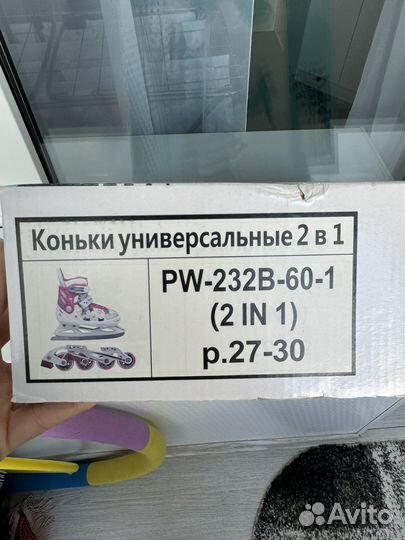 Коньки универсальные 2 в 1
PW-232B-60-1
(2 IN 1)
р.27-30
Avito